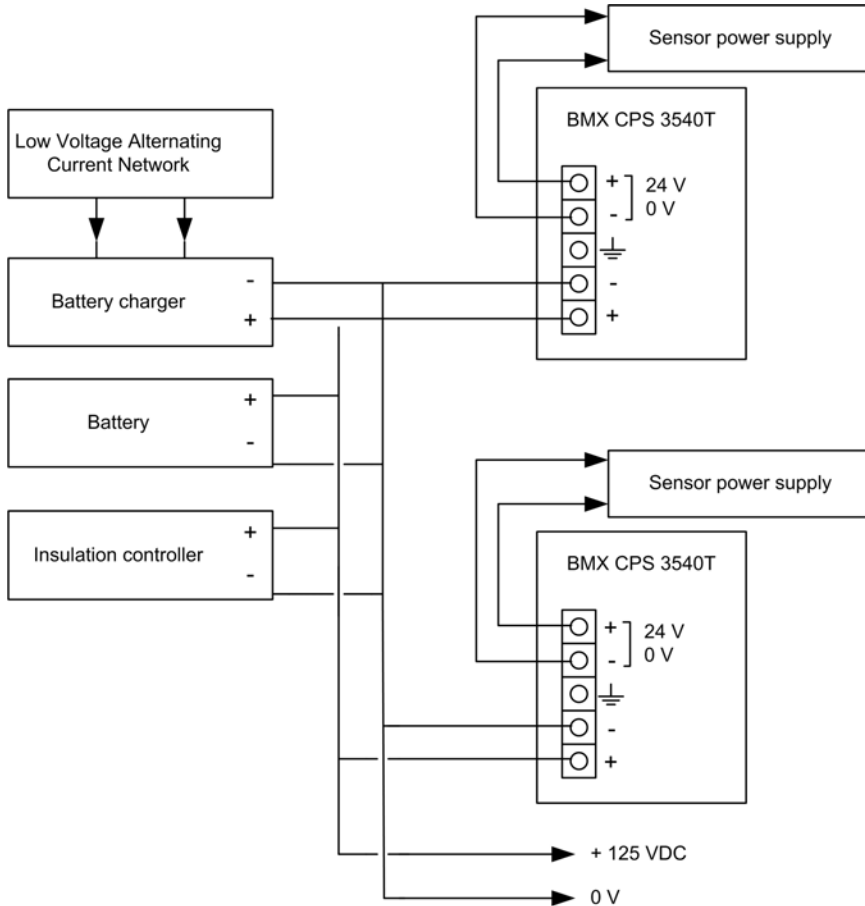 Sensor power supply
BMX CPS 3540T
Low Voltage Alternating
Current Network
+
24 V
-
0 V
Battery charger
-
-
+
+
Battery
+
-
Sensor power supply
Insulation controller
+
-
BMX CPS 3540T
+
24 V
-
0 V
-
+
+ 125 VDC
0 V